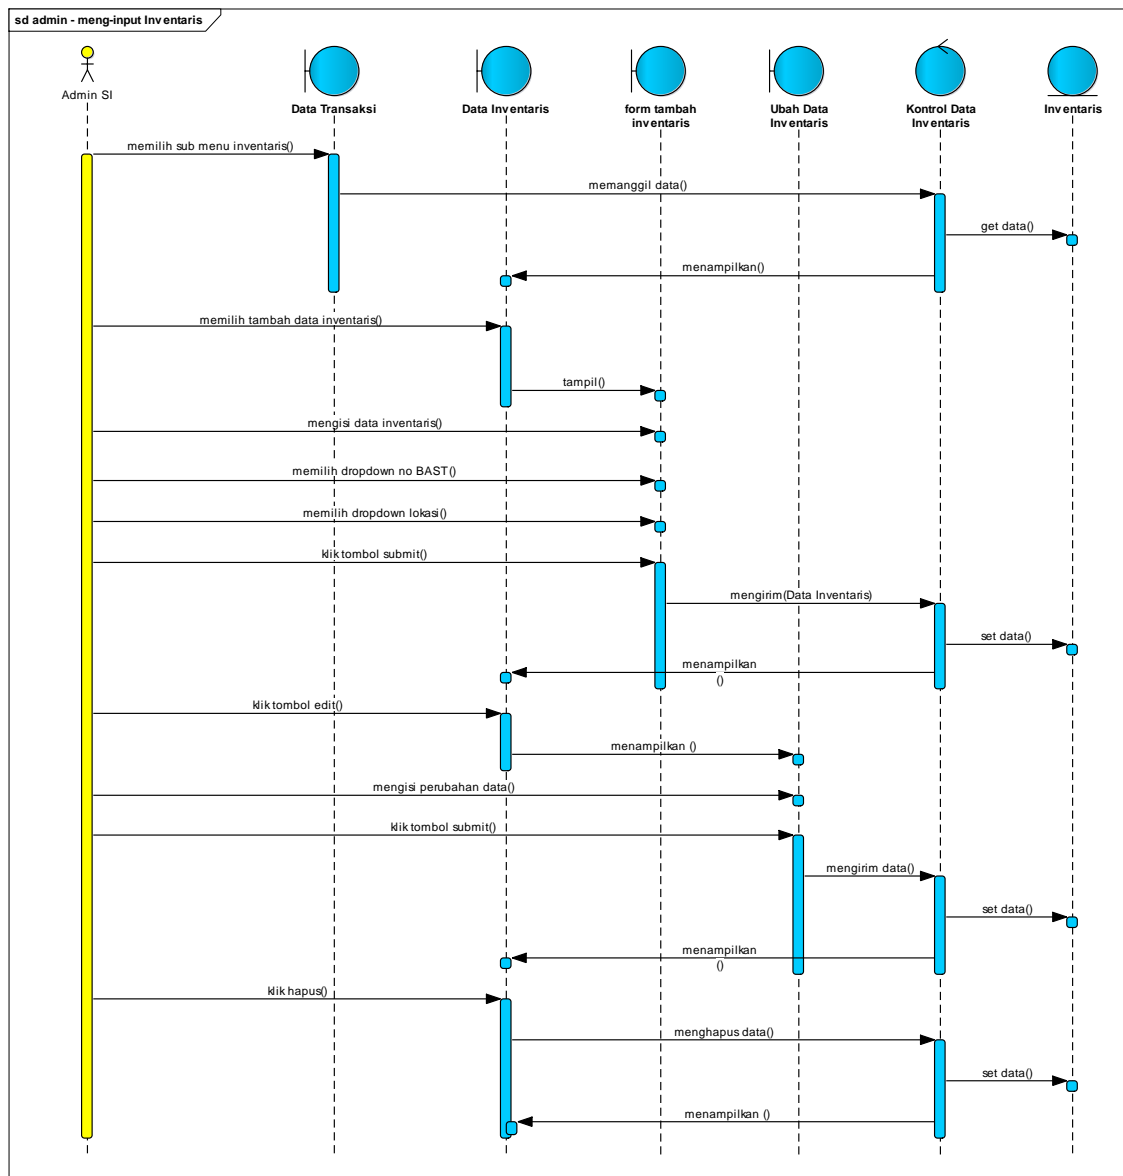 sd admin - meng-input Inventaris
Admin SI
Data Transaksi
Data Inventaris
form tambah
inventaris
Ubah Data
Inventaris
Kontrol Data
Inventaris
Inventaris
memilih sub menu inventaris()
memanggil data()
get data()
menampilkan()
memilih tambah data inventaris()
tampil()
mengisi data inventaris()
memilih dropdown no BAST()
memilih dropdown lokasi()
klik tombol submit()
mengirim(Data Inventaris)
set data()
menampilkan
()
klik tombol edit()
menampilkan ()
mengisi perubahan data()
klik tombol submit()
mengirim data()
set data()
menampilkan
()
klik hapus()
menghapus data()
set data()
menampilkan ()